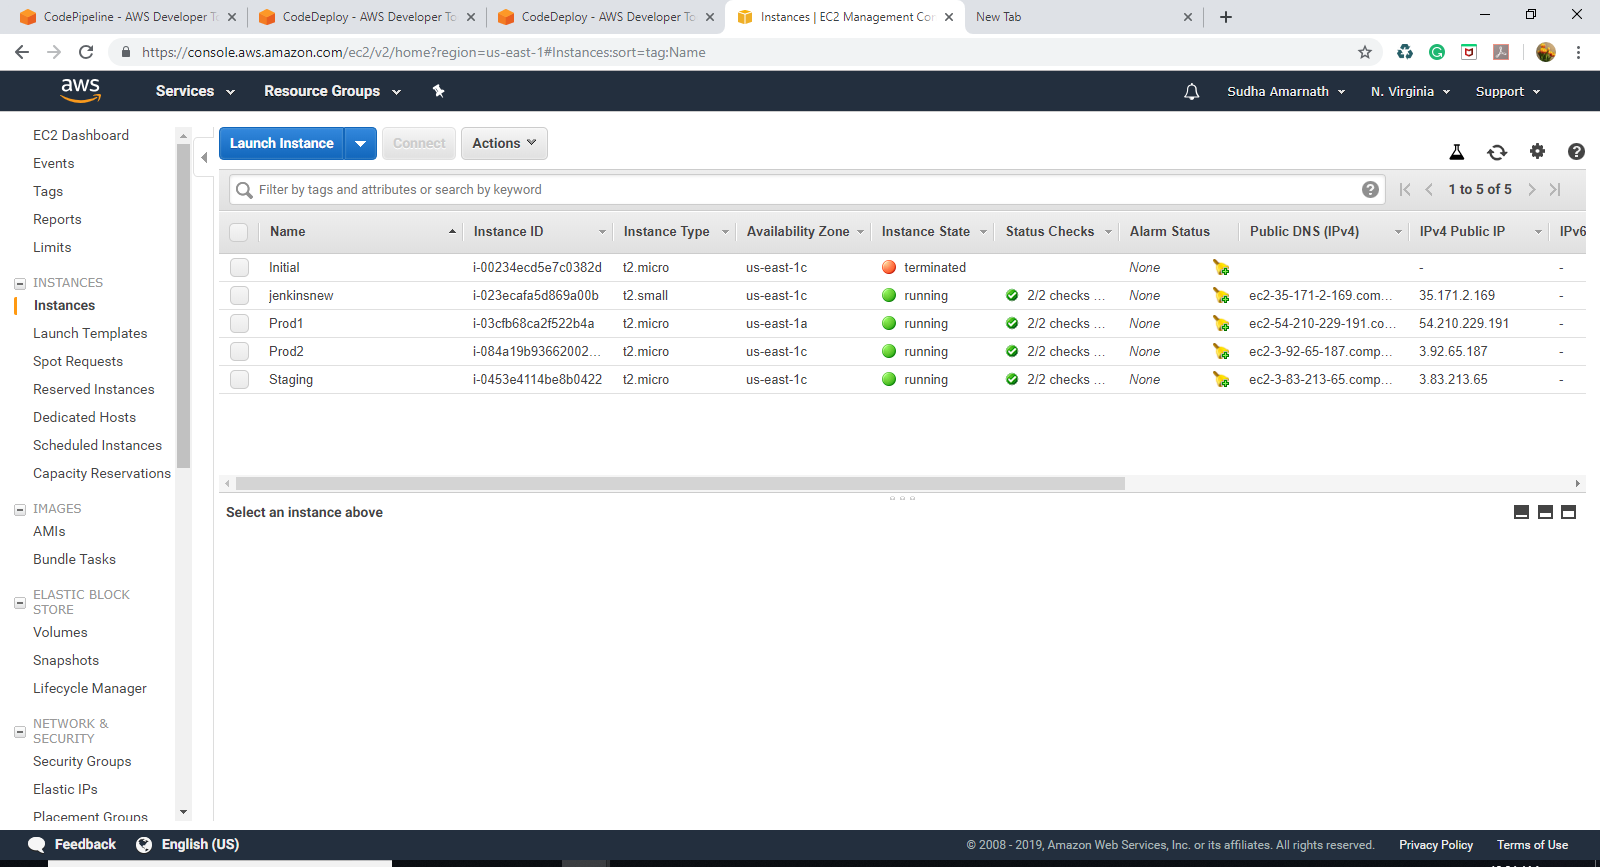 CodePipeline - AWS Developer To
CodeDeploy - AWS Developer To
CodeDeploy - AWS Developer To
Instances | EC2 Management Con
New Tab
https://console.aws.amazon.com/ec2/v2/home?region=us-east-1#Instances:sort=tag:Name
aws Services Resource Groups Sudha Amarnath N. Virginia Support
EC2 Dashboard
Events
Tags
Reports
Limits
INSTANCES
Instances
Launch Templates
Spot Requests
Reserved Instances
Dedicated Hosts
Scheduled Instances
Capacity Reservations
IMAGES
AMIs
Bundle Tasks
ELASTIC BLOCK
STORE
Volumes
Snapshots
Lifecycle Manager
NETWORK &
SECURITY
Security Groups
Elastic IPs
Placement Groups
Launch Instance Connect Actions
Filter by tags and attributes or search by keyword
1 to 5 of 5
Name Instance ID Instance Type Availability Zone Instance State Status Checks Alarm Status Public DNS (IPv4) IPv4 Public IP IPv6
Initial i-00234ecd5e7c0382d t2.micro us-east-1c terminated None - -
jenkinsnew i-023ecafa5d869a00b t2.small us-east-1c running 2/2 checks ... None ec2-35-171-2-169.com... 35.171.2.169 -
Prod1 i-03cfb68ca2f522b4a t2.micro us-east-1a running 2/2 checks ... None ec2-54-210-229-191.co... 54.210.229.191 -
Prod2 i-084a19b93662002... t2.micro us-east-1c running 2/2 checks ... None ec2-3-92-65-187.comp... 3.92.65.187 -
Staging i-0453e4114be8b0422 t2.micro us-east-1c running 2/2 checks ... None ec2-3-83-213-65.comp... 3.83.213.65 -
Select an instance above
Feedback English (US) © 2008 - 2019, Amazon Web Services, Inc. or its affiliates. All rights reserved. Privacy Policy Terms of Use